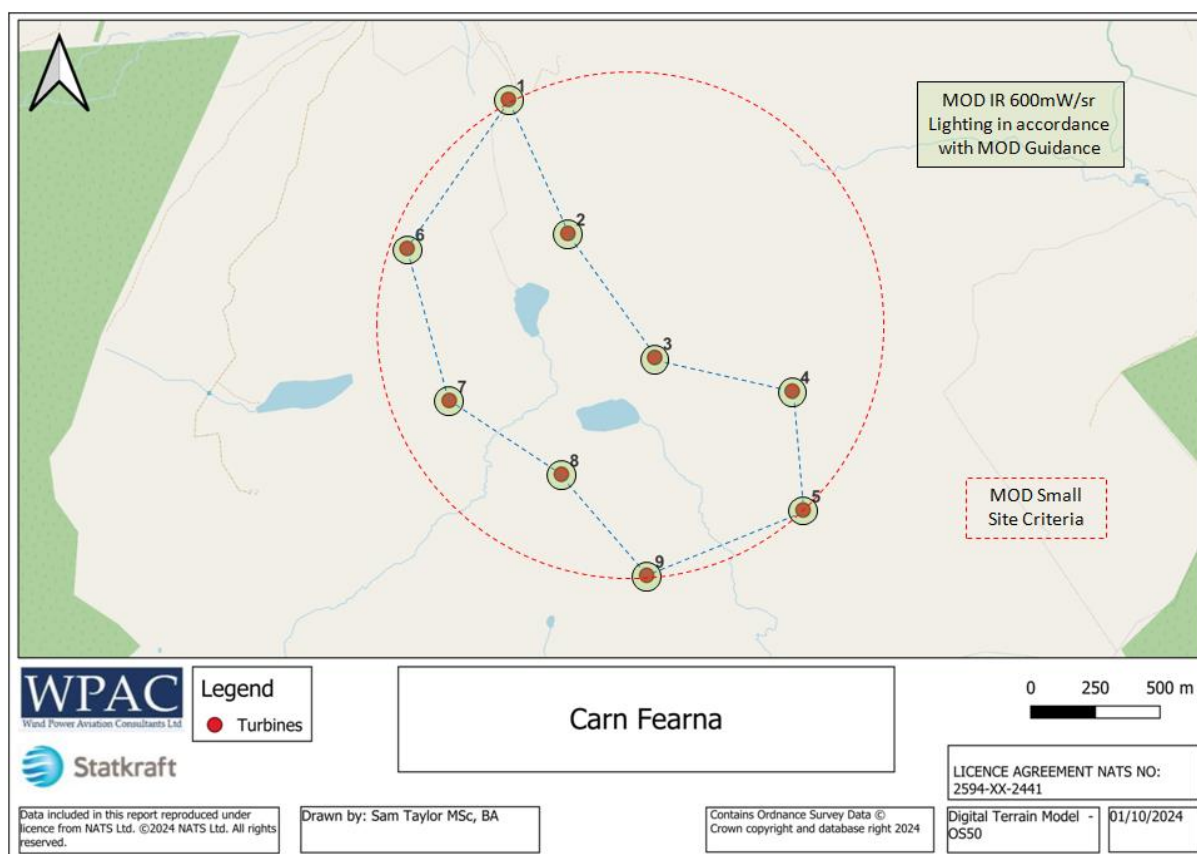 1
MOD IR 600mW/sr
Lighting in accordance
with MOD Guidance
2
6
3
4
7
8
5
MOD Small
Site Criteria
9
WPAC
Wind Power Aviation Consultants Ltd
Statkraft
Legend
Turbines
Carn Fearna
0 250 500 m
LICENCE AGREEMENT NATS NO:
2594-XX-2441
Data included in this report reproduced under
licence from NATS Ltd. ©2024 NATS Ltd. All rights
reserved.
Drawn by: Sam Taylor MSc, BA
Contains Ordnance Survey Data ©
Crown copyright and database right 2024
Digital Terrain Model -
OS50
01/10/2024